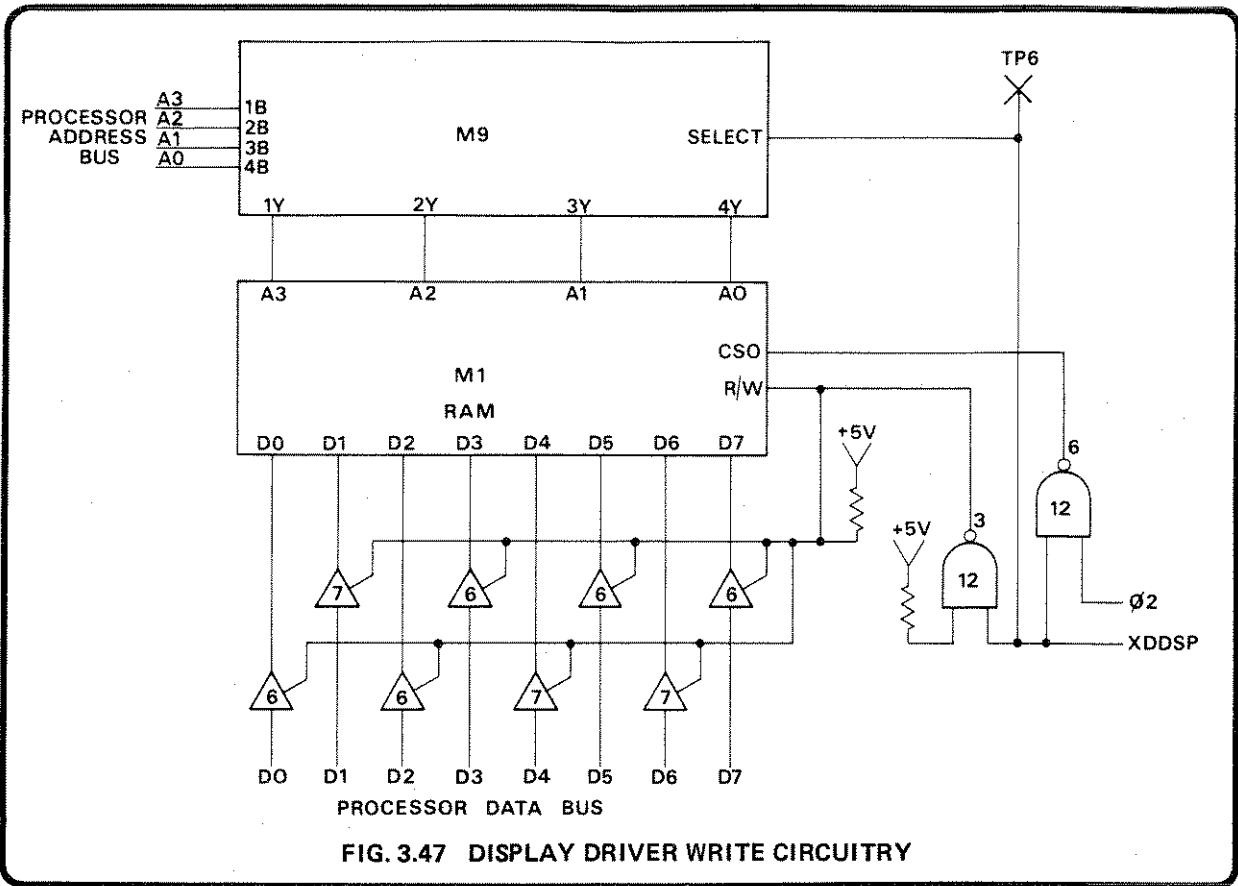 TP6
PROCESSOR
ADDRESS
BUS
A3
A2
A1
A0
1B
2B
3B
4B
M9
SELECT
1Y 2Y 3Y 4Y
A3 A2 A1 A0
CS0
R/W
M1
RAM
D0 D1 D2 D3 D4 D5 D6 D7
+5V
6
12
+5V
3
12
7 6 6 6
Ø2
XDDSP
6 6 7 7
D0 D1 D2 D3 D4 D5 D6 D7
PROCESSOR DATA BUS
FIG. 3.47 DISPLAY DRIVER WRITE CIRCUITRY